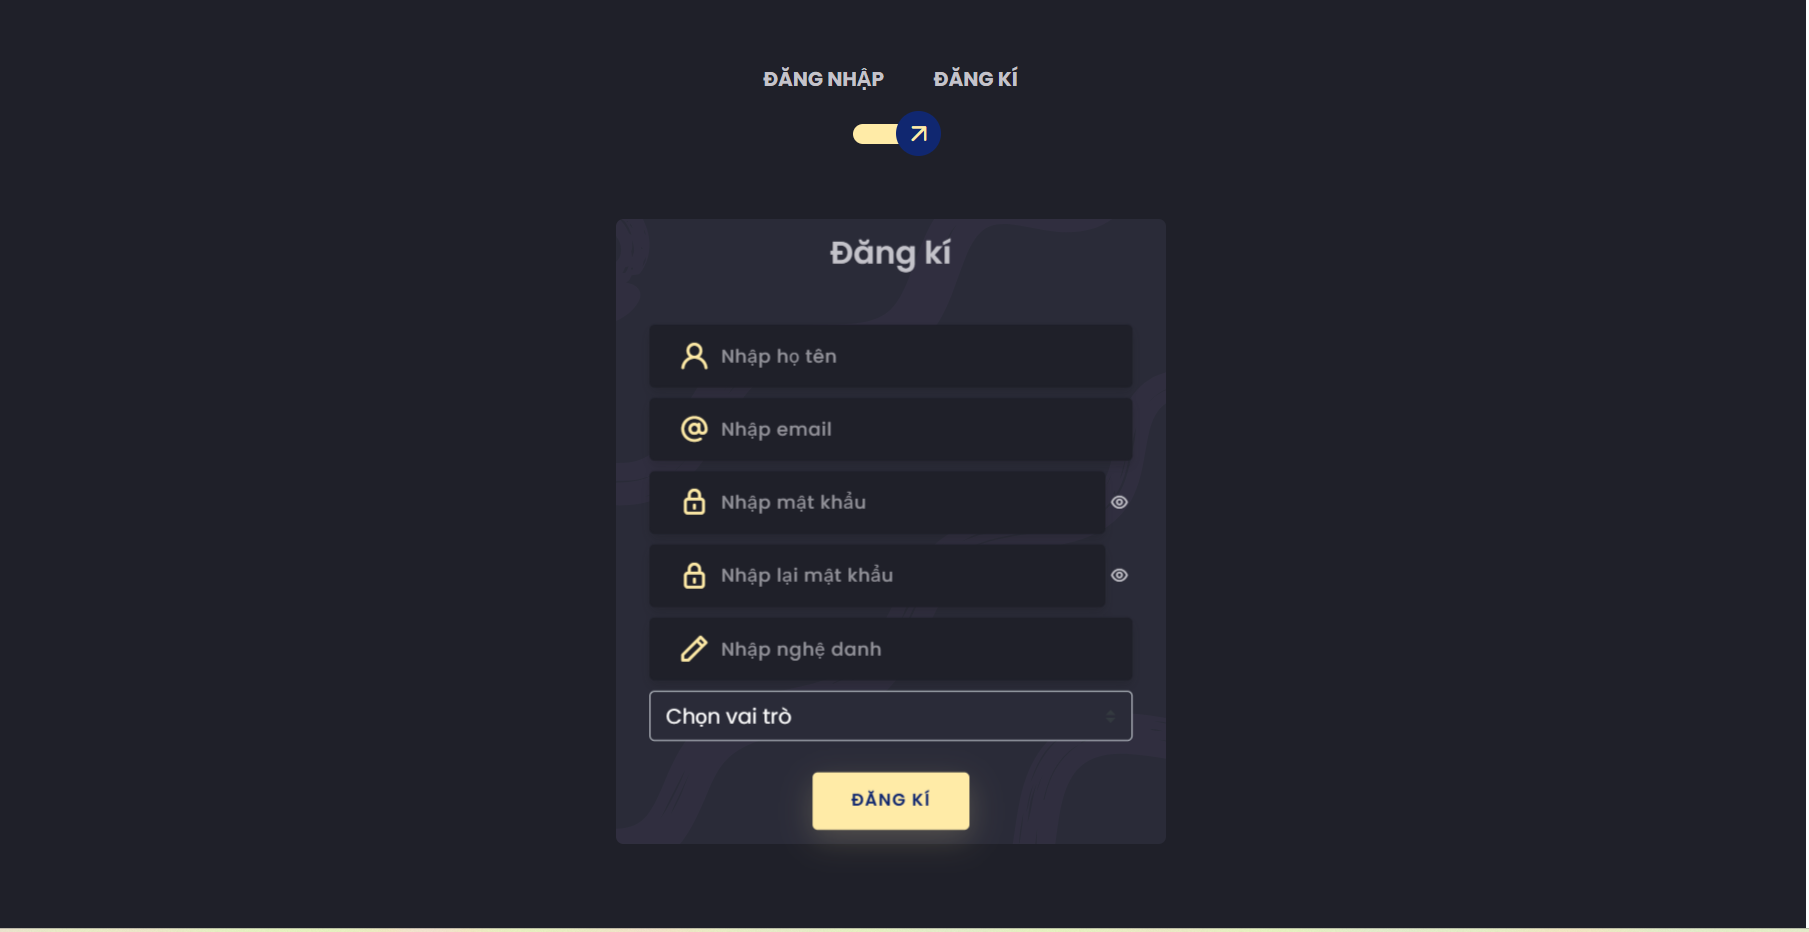 ĐĂNG NHẬP ĐĂNG KÍ
Đăng kí
Nhập họ tên
Nhập email
Nhập mật khẩu
Nhập lại mật khẩu
Nhập nghệ danh
Chọn vai trò
ĐĂNG KÍ